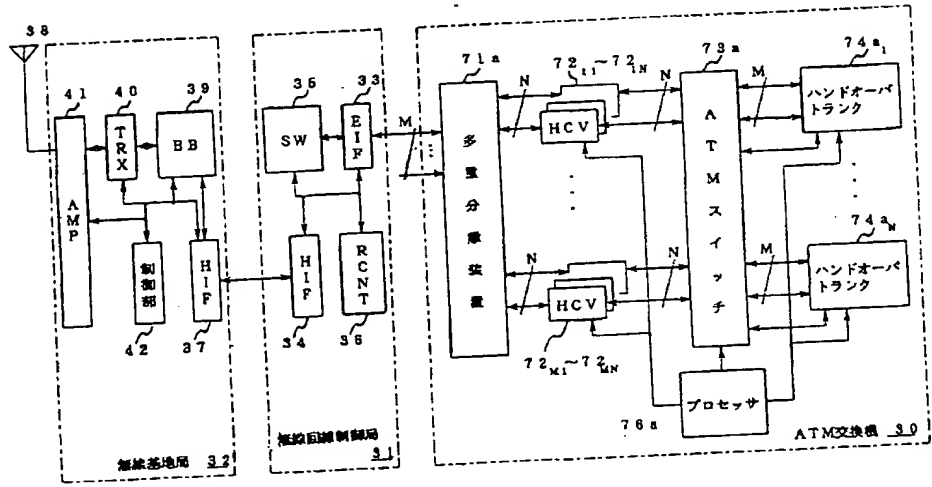 38
41
40
39
AMP
TRX
BB
制御部
HIF
42
37
無線基地局 32
35
33
SW
EIF
HIF
RCNT
34
36
無線回線制御局 31
M
71a
多重分離装置
N
72₁₁~72₁N
HCV
N
73a
ATMスイッチ
M
74a₁
ハンドオーバ
トランク
N
HCV
72M1~72MN
N
M
74aN
ハンドオーバ
トランク
プロセッサ
76a
ATM交換機 30